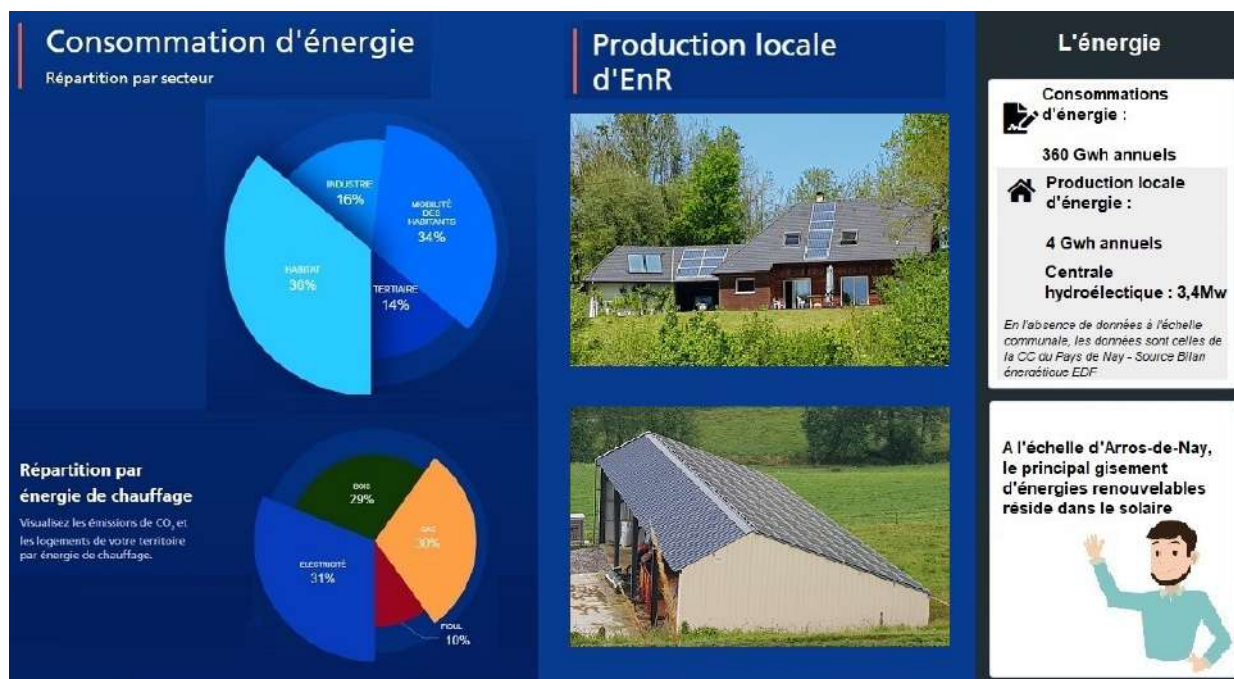 Consommation d'énergie
Répartition par secteur
INDUSTRIE
16%
MOBILITÉ
DES
HABITANTS
34%
HABITAT
36%
TERTIAIRE
14%
Répartition par
énergie de chauffage
Visualisez les émissions de CO₂ et
les logements de votre territoire
par énergie de chauffage.
BOIS
29%
GAZ
30%
ELECTRICITÉ
31%
FIOUL
10%
Production locale
d'EnR
L'énergie
Consommations
d'énergie :
360 Gwh annuels
Production locale
d'énergie :
4 Gwh annuels
Centrale
hydroélectique : 3,4Mw
En l'absence de données à l'échelle
communale, les données sont celles de
la CC du Pays de Nay - Source Bilan
énergétique EDF
A l'échelle d'Arros-de-Nay,
le principal gisement
d'énergies renouvelables
réside dans le solaire